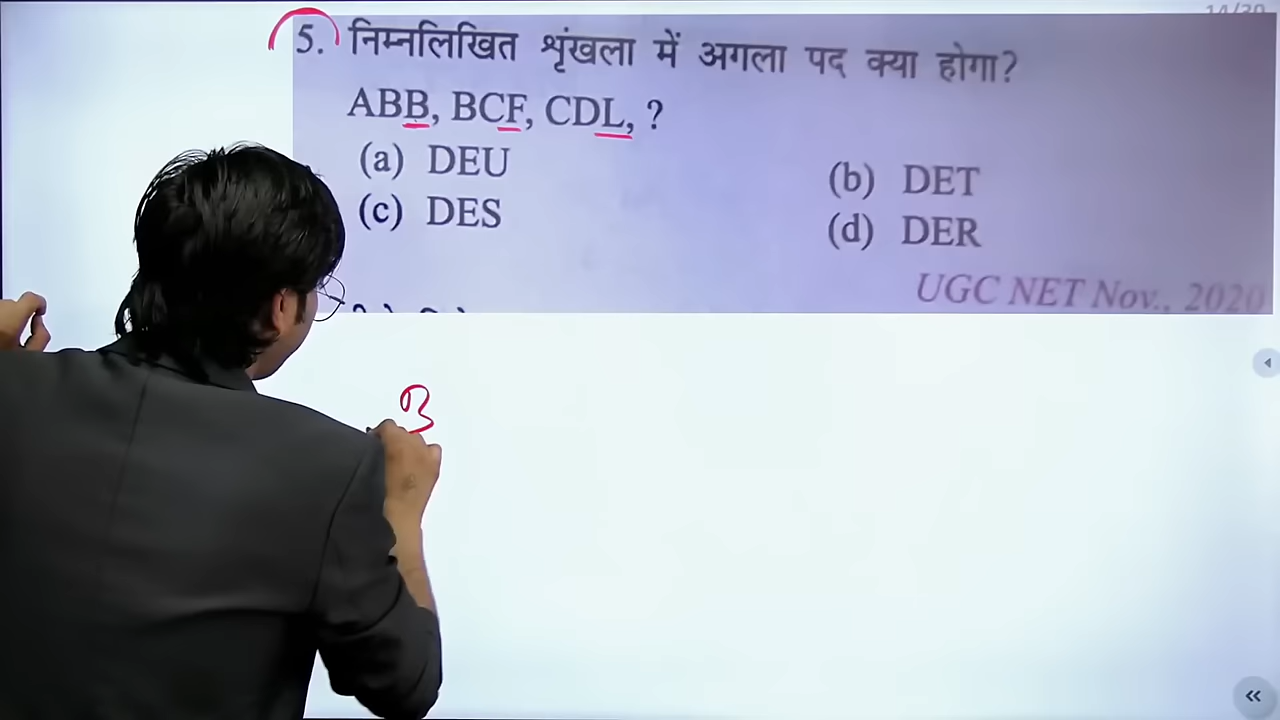 5. निम्नलिखित शृंखला में अगला पद क्या होगा?
ABB, BCF, CDL, ?
(a) DEU
(b) DET
(c) DES
(d) DER
UGC NET Nov., 2020
B